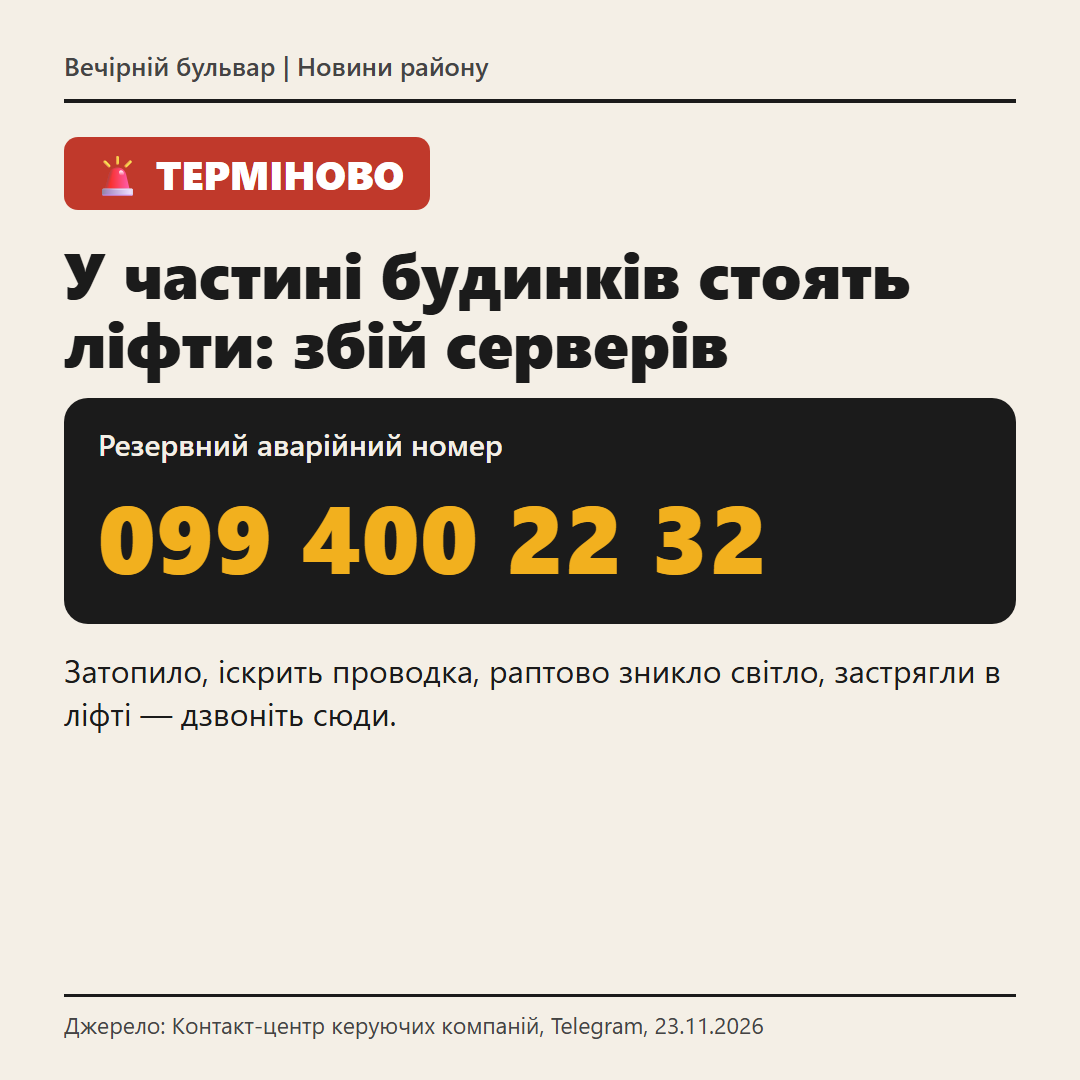 Вечірній бульвар | Новини району
🚨 ТЕРМІНОВО
У частині будинків стоять
ліфти: збій серверів
Резервний аварійний номер
099 400 22 32
Затопило, іскрить проводка, раптово зникло світло, застрягли в
ліфті — дзвоніть сюди.
Джерело: Контакт-центр керуючих компаній, Telegram, 23.11.2026